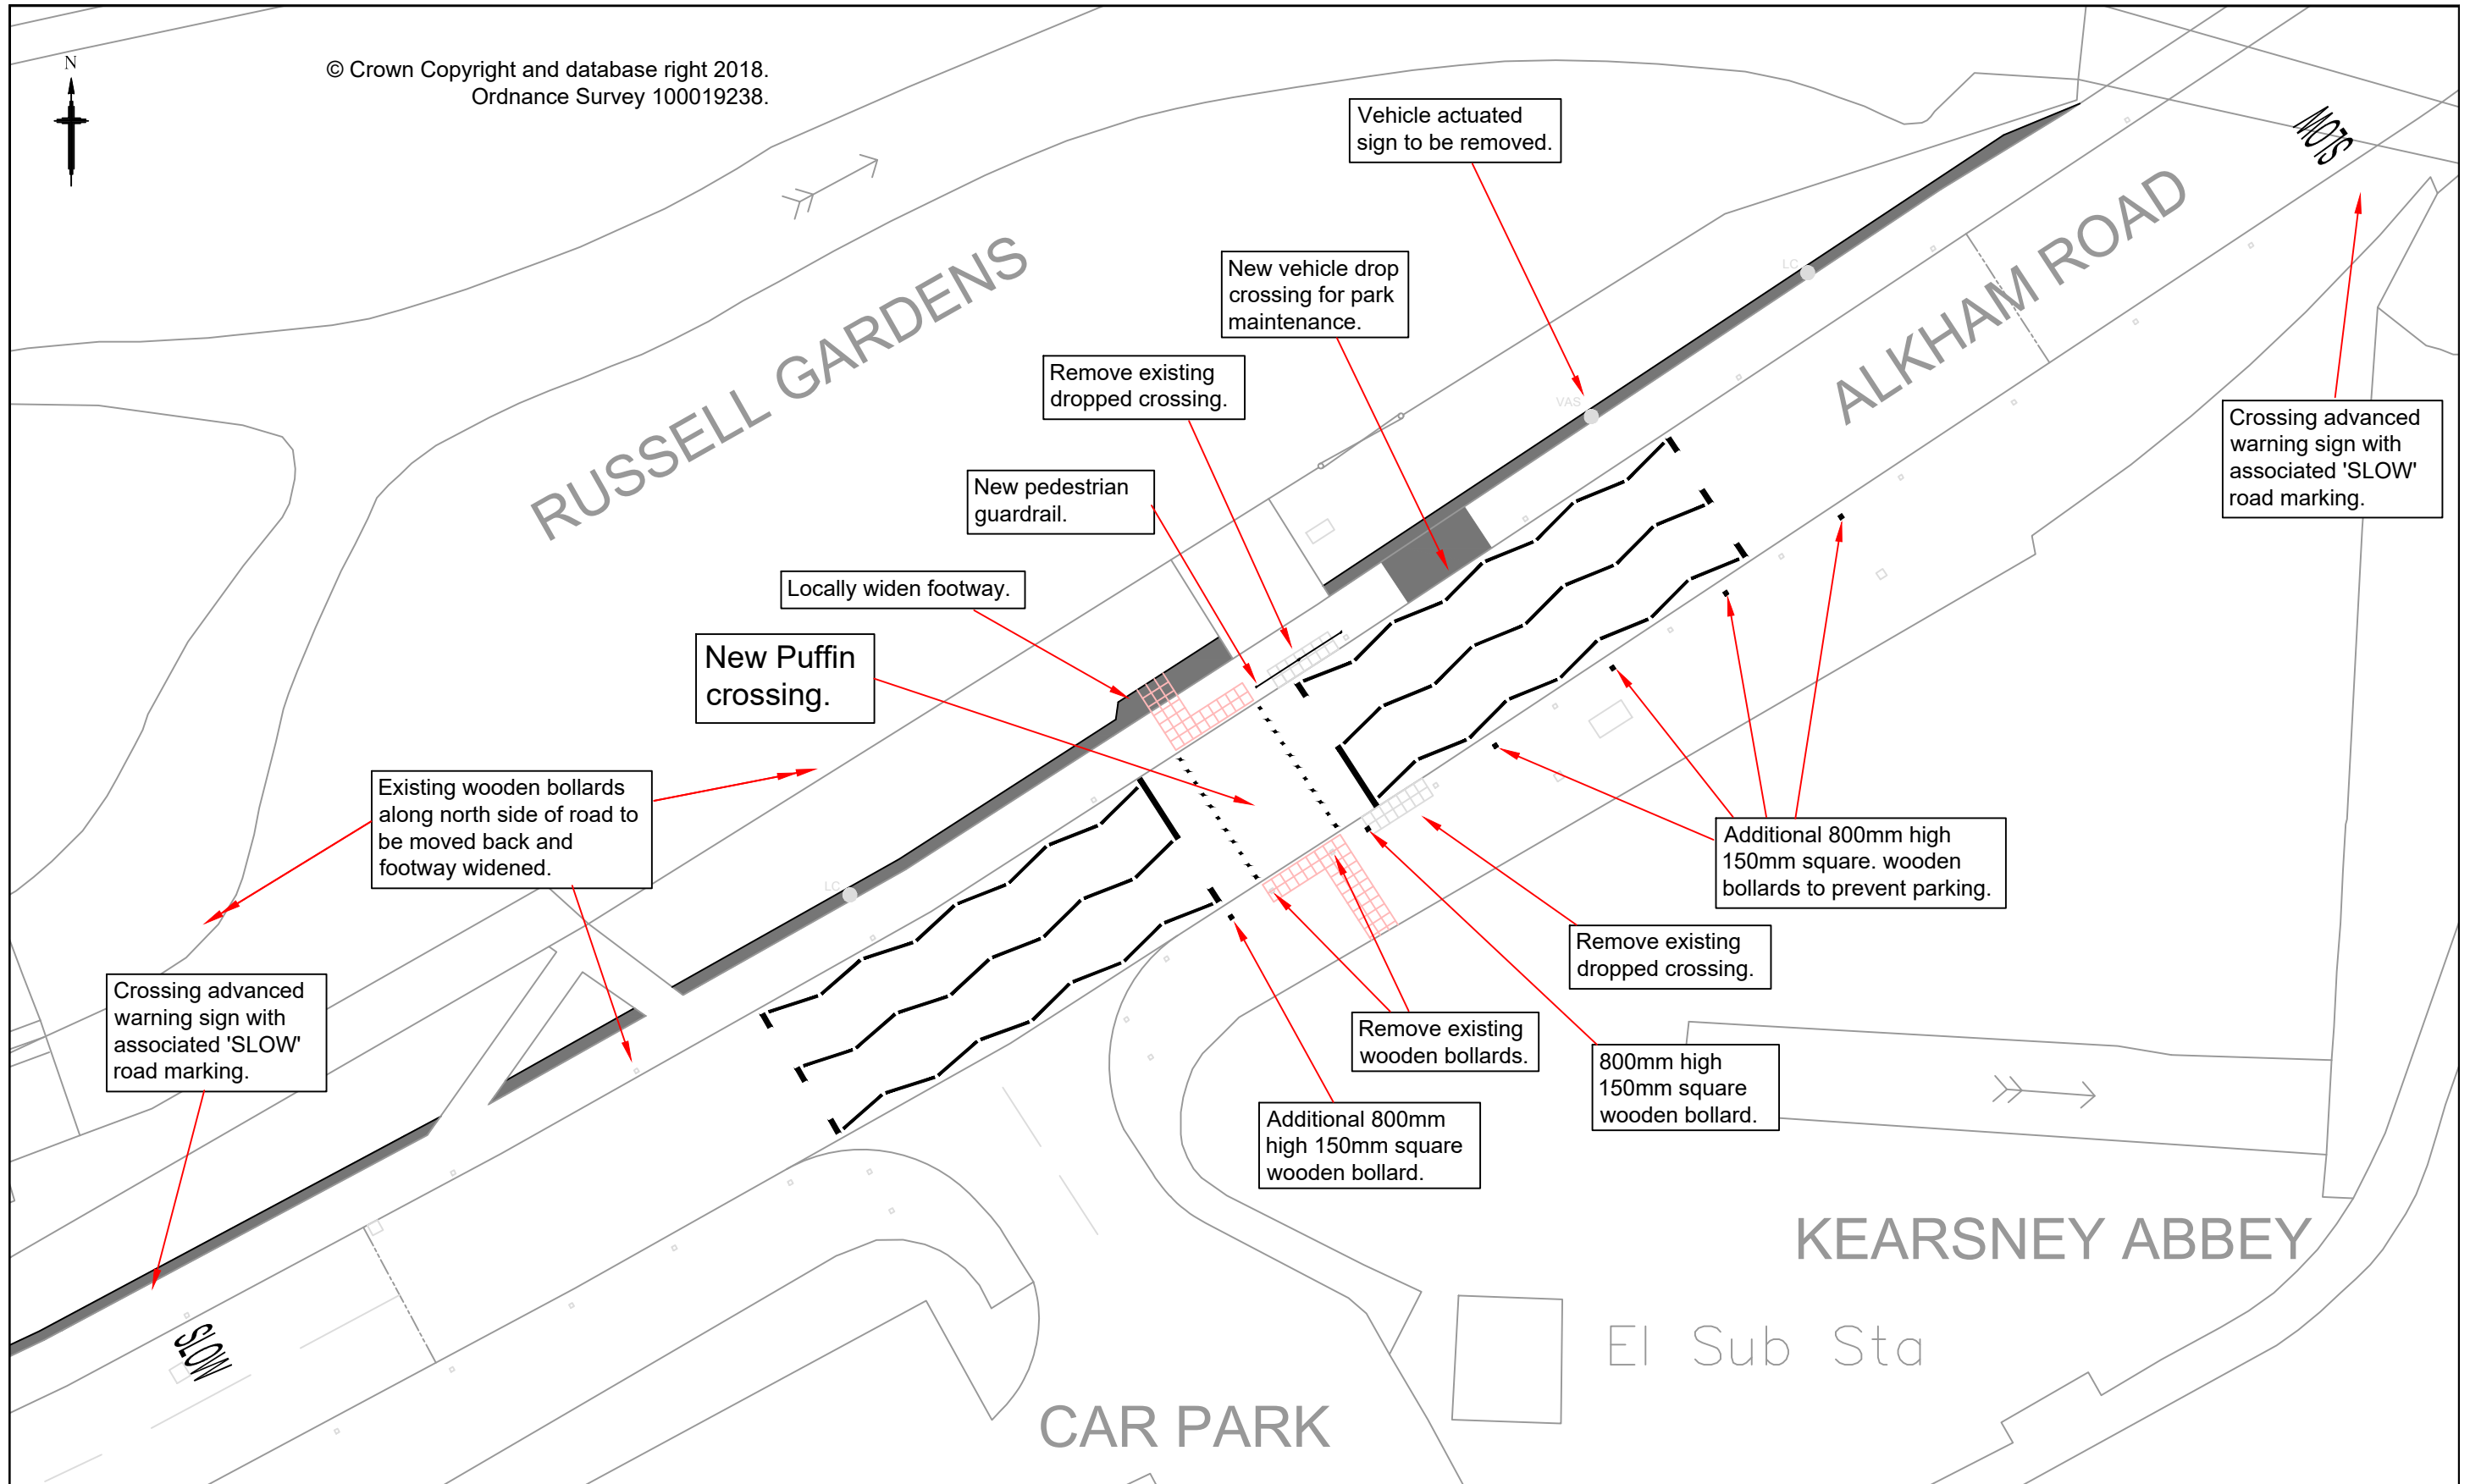 N
© Crown Copyright and database right 2018.
Ordnance Survey 100019238.
Vehicle actuated
sign to be removed.
SLOW
New vehicle drop
crossing for park
maintenance.
LC
ALKHAM ROAD
RUSSELL GARDENS
Remove existing
dropped crossing.
VAS
Crossing advanced
warning sign with
associated 'SLOW'
road marking.
New pedestrian
guardrail.
Locally widen footway.
New Puffin
crossing.
Existing wooden bollards
along north side of road to
be moved back and
footway widened.
LC
Additional 800mm high
150mm square. wooden
bollards to prevent parking.
Remove existing
dropped crossing.
Crossing advanced
warning sign with
associated 'SLOW'
road marking.
Remove existing
wooden bollards.
800mm high
150mm square
wooden bollard.
Additional 800mm
high 150mm square
wooden bollard.
KEARSNEY ABBEY
SLOW
El Sub Sta
CAR PARK